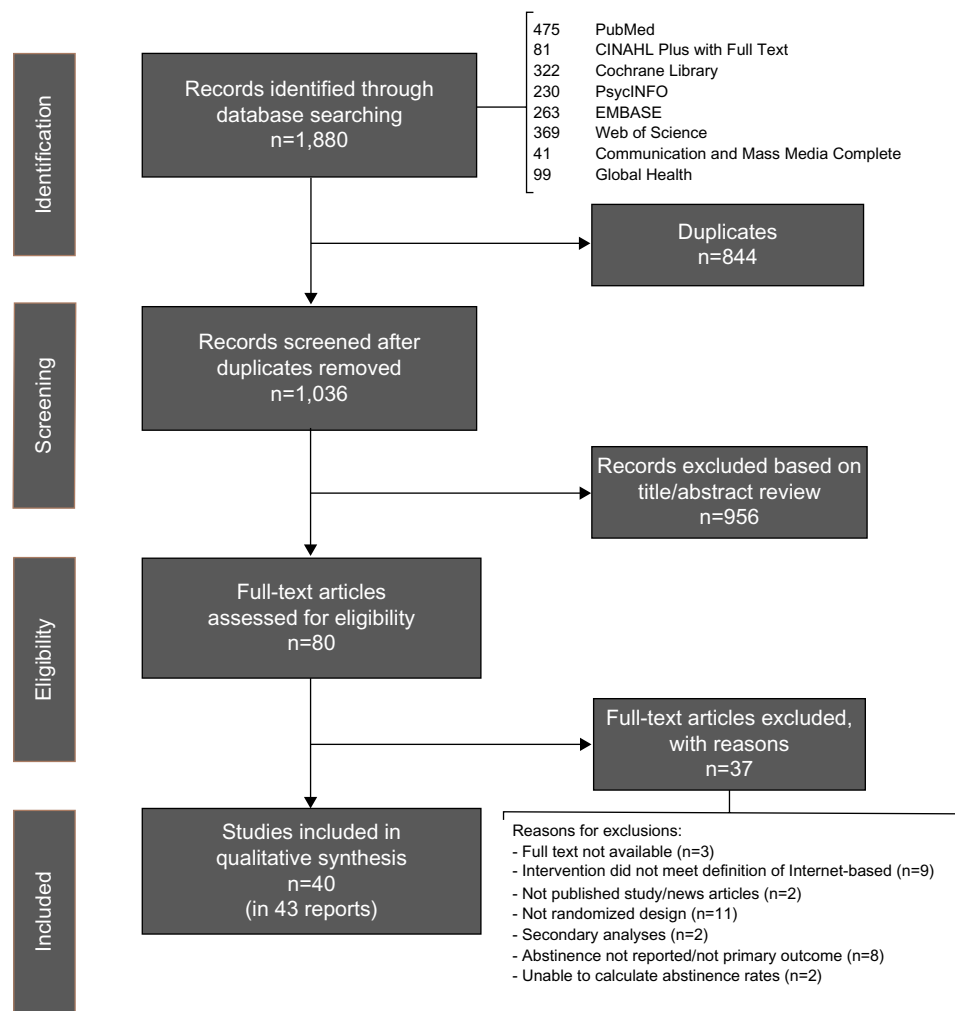 Identification
Records identified through
database searching
n=1,880
475 PubMed
81 CINAHL Plus with Full Text
322 Cochrane Library
230 PsycINFO
263 EMBASE
369 Web of Science
41 Communication and Mass Media Complete
99 Global Health
Duplicates
n=844
Screening
Records screened after
duplicates removed
n=1,036
Records excluded based on
title/abstract review
n=956
Eligibility
Full-text articles
assessed for eligibility
n=80
Full-text articles excluded,
with reasons
n=37
Included
Studies included in
qualitative synthesis
n=40
(in 43 reports)
Reasons for exclusions:
- Full text not available (n=3)
- Intervention did not meet definition of Internet-based (n=9)
- Not published study/news articles (n=2)
- Not randomized design (n=11)
- Secondary analyses (n=2)
- Abstinence not reported/not primary outcome (n=8)
- Unable to calculate abstinence rates (n=2)